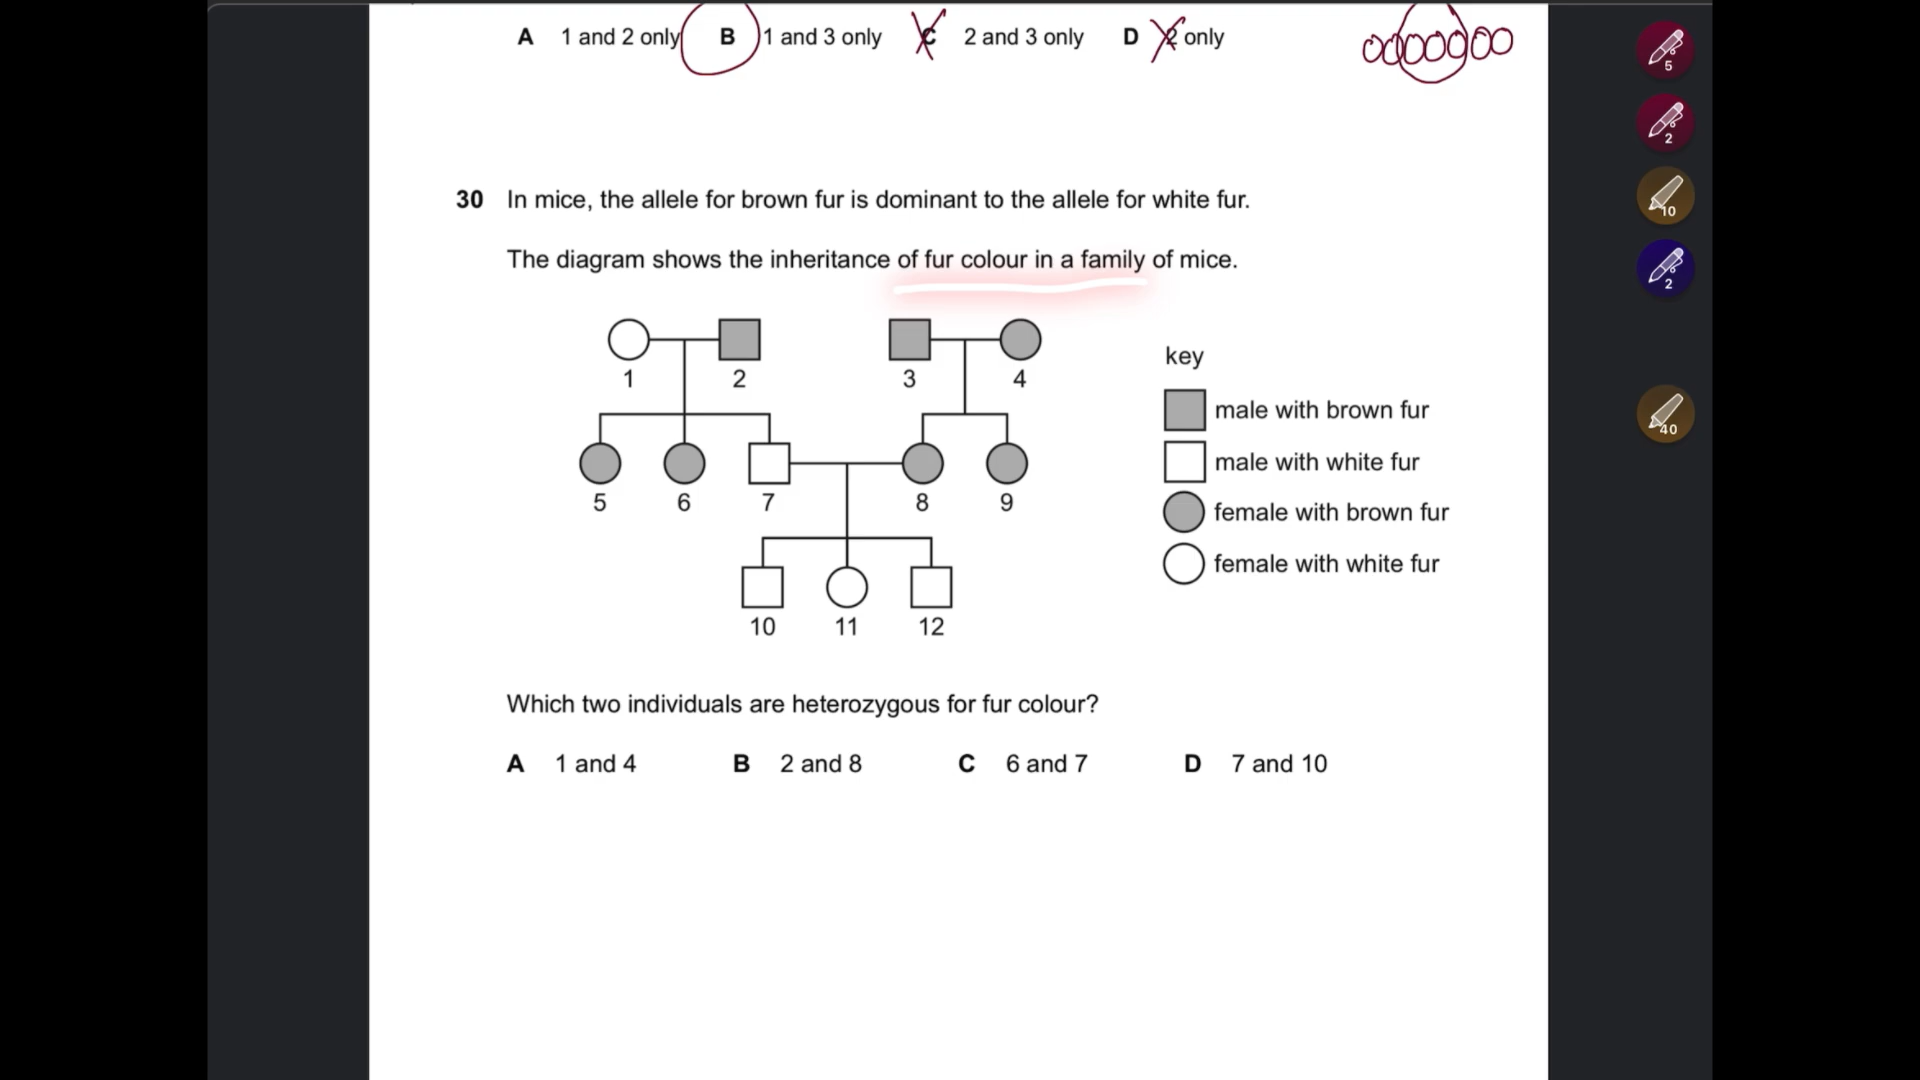 A 1 and 2 only B 1 and 3 only C 2 and 3 only D 2 only
30 In mice, the allele for brown fur is dominant to the allele for white fur.
The diagram shows the inheritance of fur colour in a family of mice.
1 2 3 4
key
male with brown fur
male with white fur
female with brown fur
female with white fur
5 6 7 8 9
10 11 12
Which two individuals are heterozygous for fur colour?
A 1 and 4 B 2 and 8 C 6 and 7 D 7 and 10
5
2
10
2
40